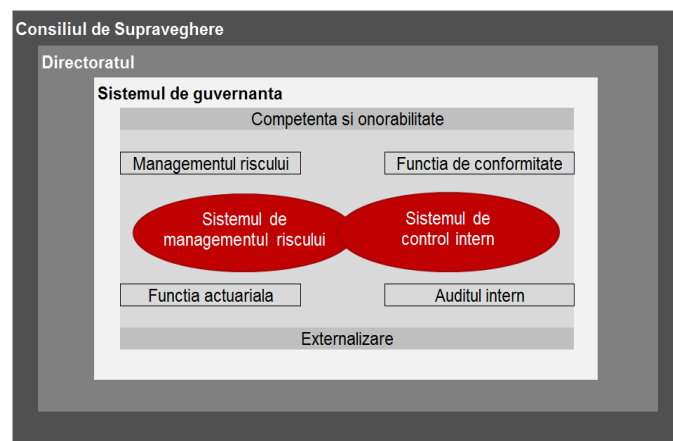 Consiliul de Supraveghere
Directoratul
Sistemul de guvernanta
Competenta si onorabilitate
Managementul riscului
Functia de conformitate
Sistemul de
managementul riscului
Sistemul de
control intern
Functia actuariala
Auditul intern
Externalizare